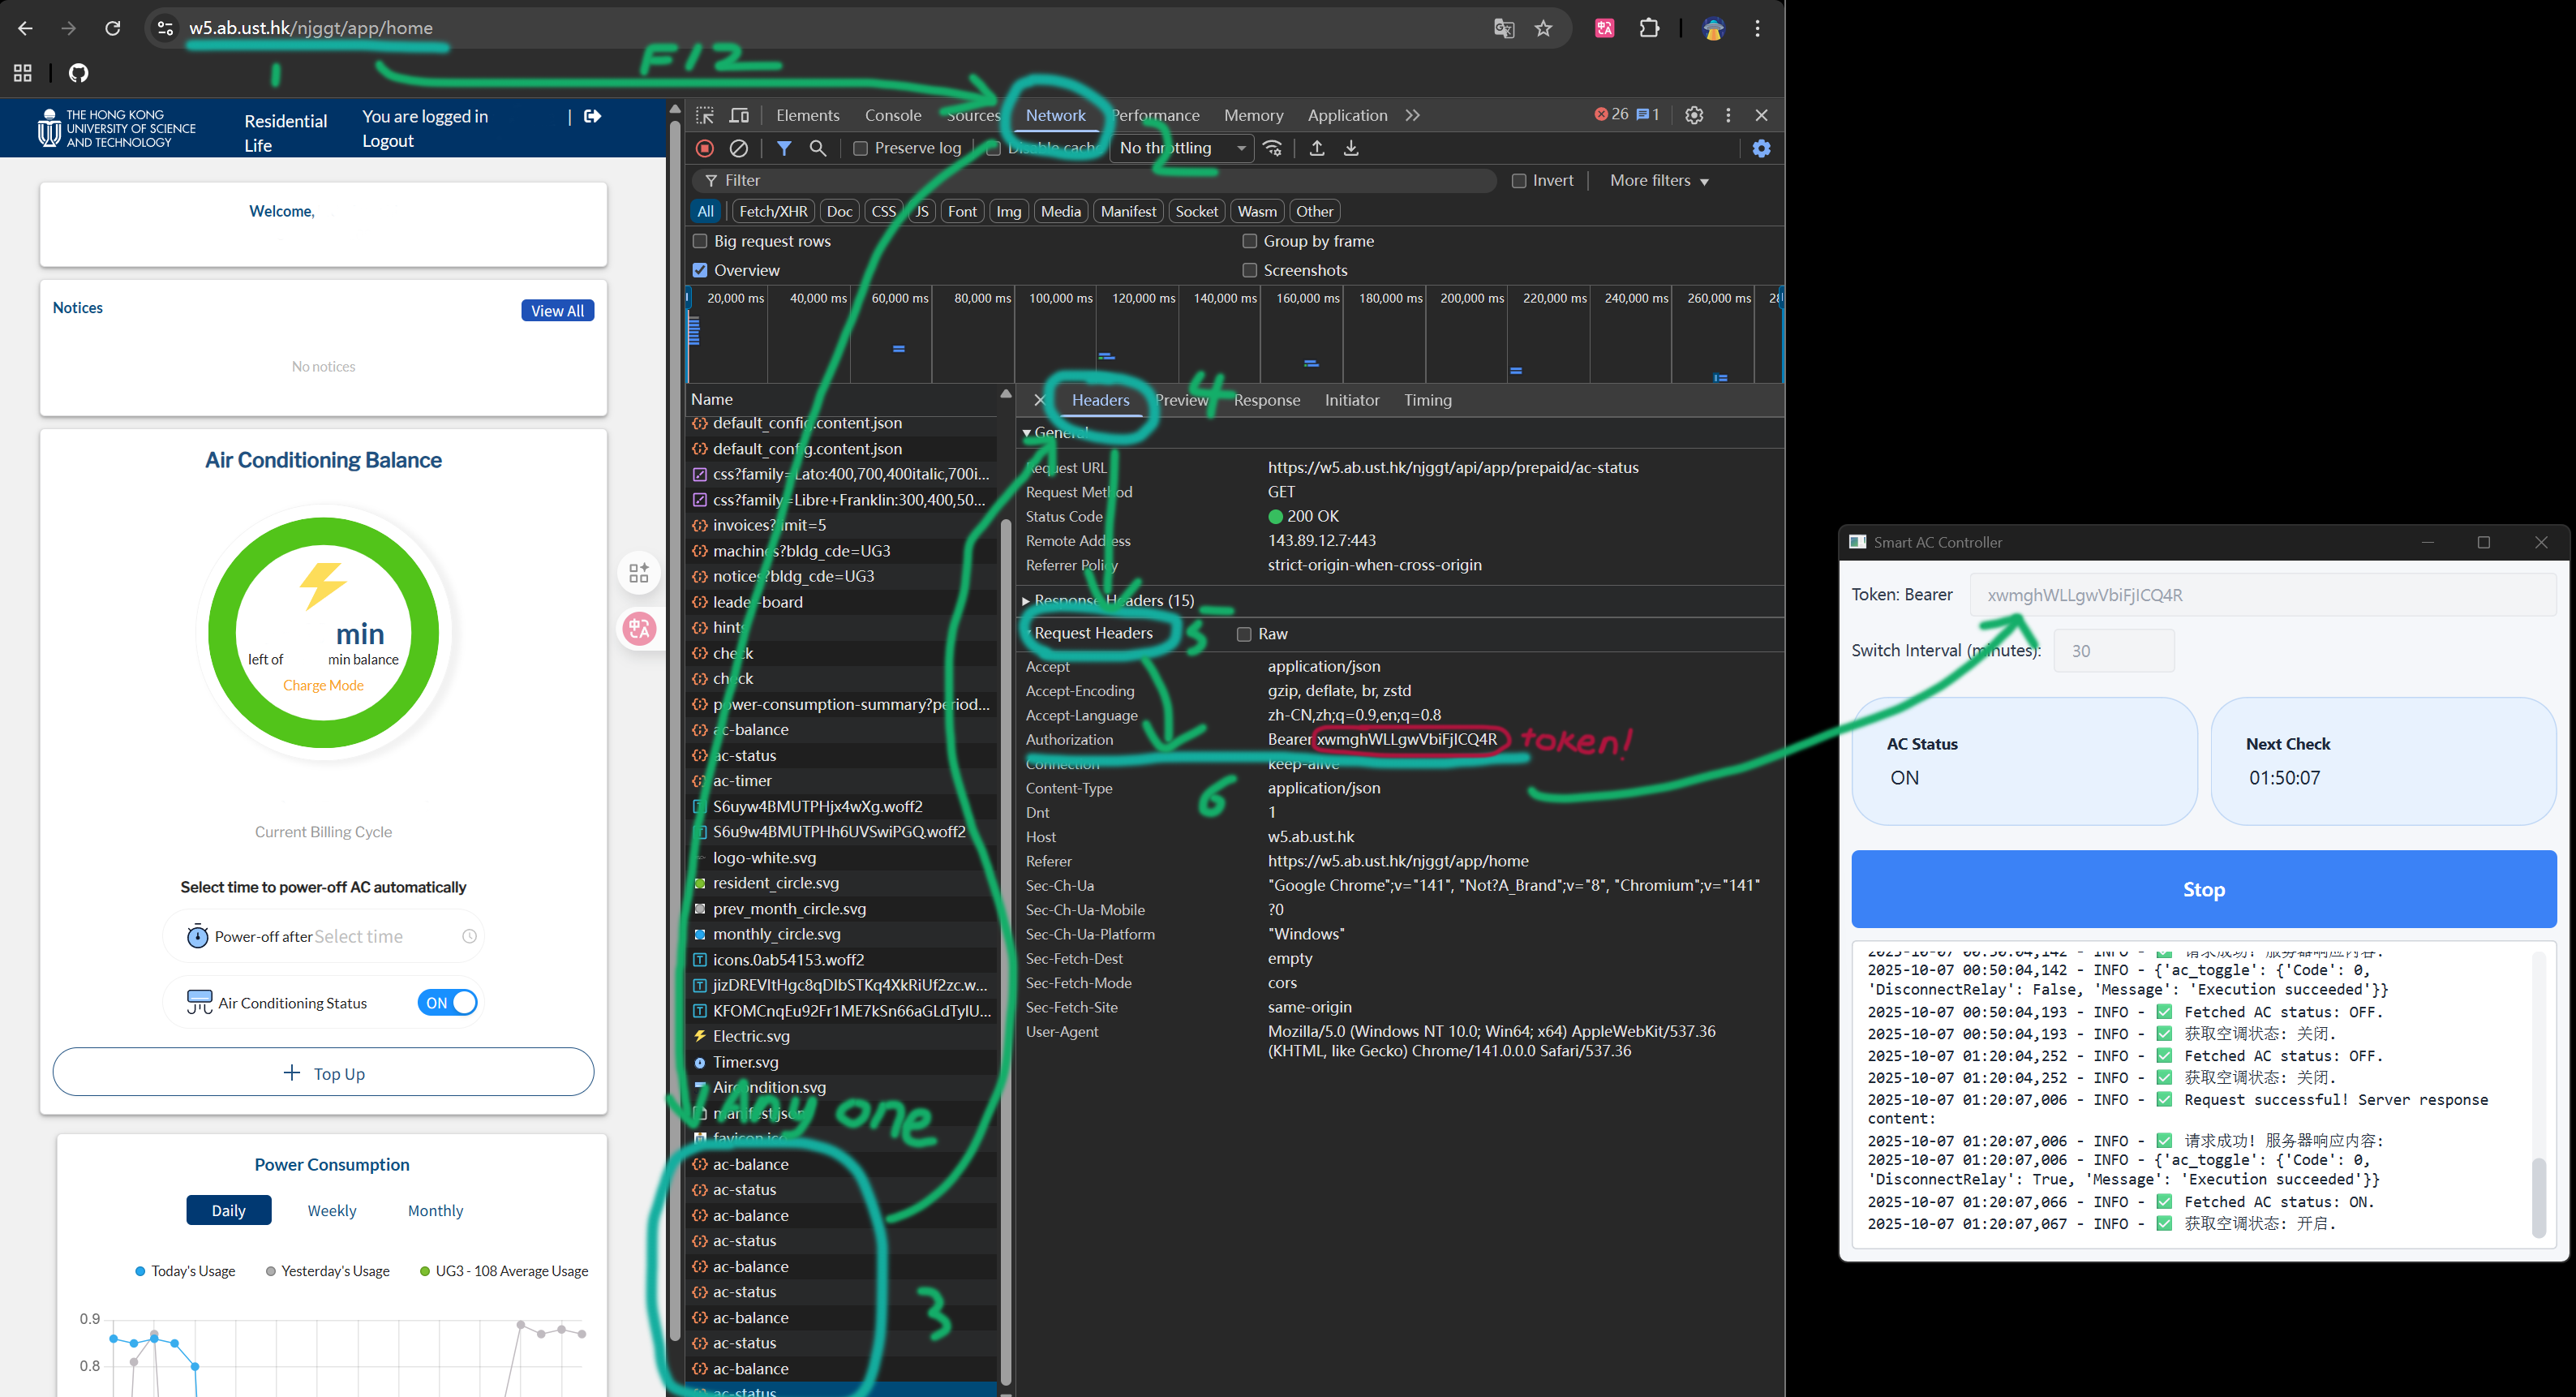 w5.ab.ust.hk/njggt/app/home
F12
1
THE HONG KONG
UNIVERSITY OF SCIENCE
AND TECHNOLOGY
Residential
Life
You are logged in
Logout
Welcome,
Notices
View All
No notices
Air Conditioning Balance
min
left of
min balance
Charge Mode
Current Billing Cycle
Select time to power-off AC automatically
Power-off after Select time
Air Conditioning Status
ON
Top Up
Power Consumption
Daily
Weekly
Monthly
Today's Usage
Yesterday's Usage
UG3 - 108 Average Usage
0.9
0.8
Elements
Console
Sources
Network
Performance
Memory
Application
26
1
2
Preserve log
Disable cache
No throttling
Filter
Invert
More filters
All
Fetch/XHR
Doc
CSS
JS
Font
Img
Media
Manifest
Socket
Wasm
Other
Big request rows
Group by frame
Overview
Screenshots
20,000 ms
40,000 ms
60,000 ms
80,000 ms
100,000 ms
120,000 ms
140,000 ms
160,000 ms
180,000 ms
200,000 ms
220,000 ms
240,000 ms
260,000 ms
Name
default_config.content.json
default_config.content.json
css?family=Lato:400,700,400italic,700i...
css?family=Libre+Franklin:300,400,50...
invoices?limit=5
machines?bldg_cde=UG3
notices?bldg_cde=UG3
leader-board
hints
check
check
power-consumption-summary?period...
ac-balance
ac-status
ac-timer
S6uyw4BMUTPHjx4wXg.woff2
S6u9w4BMUTPHh6UVSwiPGQ.woff2
logo-white.svg
resident_circle.svg
prev_month_circle.svg
monthly_circle.svg
icons.0ab54153.woff2
jizDREVItHgc8qDIbSTKq4XkRiUf2zc.w...
KFOMCnqEu92Fr1ME7kSn66aGLdTylU...
Electric.svg
Timer.svg
Aircondition.svg
manifest.json
favicon.ico
Any one
ac-balance
ac-status
ac-balance
ac-status
ac-balance
ac-status
ac-balance
ac-status
ac-balance
ac-status
3
Headers
Preview
Response
Initiator
Timing
4
General
Request URL
https://w5.ab.ust.hk/njggt/api/app/prepaid/ac-status
Request Method
GET
Status Code
200 OK
Remote Address
143.89.12.7:443
Referrer Policy
strict-origin-when-cross-origin
Response Headers (15)
Request Headers
5
Raw
Accept
application/json
Accept-Encoding
gzip, deflate, br, zstd
Accept-Language
zh-CN,zh;q=0.9,en;q=0.8
Authorization
Bearer xwmghWLLgwVbiFjICQ4R
token!
Connection
keep-alive
6
Content-Type
application/json
Dnt
1
Host
w5.ab.ust.hk
Referer
https://w5.ab.ust.hk/njggt/app/home
Sec-Ch-Ua
"Google Chrome";v="141", "Not?A_Brand";v="8", "Chromium";v="141"
Sec-Ch-Ua-Mobile
?0
Sec-Ch-Ua-Platform
"Windows"
Sec-Fetch-Dest
empty
Sec-Fetch-Mode
cors
Sec-Fetch-Site
same-origin
User-Agent
Mozilla/5.0 (Windows NT 10.0; Win64; x64) AppleWebKit/537.36
(KHTML, like Gecko) Chrome/141.0.0.0 Safari/537.36
Smart AC Controller
Token: Bearer
xwmghWLLgwVbiFjICQ4R
Switch Interval (minutes):
30
AC Status
ON
Next Check
01:50:07
Stop
2025-10-07 00:50:04,142 - INFO - ✅ 请求成功! 服务器响应内容:
2025-10-07 00:50:04,142 - INFO - {'ac_toggle': {'Code': 0,
'DisconnectRelay': False, 'Message': 'Execution succeeded'}}
2025-10-07 00:50:04,193 - INFO - ✅ Fetched AC status: OFF.
2025-10-07 00:50:04,193 - INFO - ✅ 获取空调状态: 关闭.
2025-10-07 01:20:04,252 - INFO - ✅ Fetched AC status: OFF.
2025-10-07 01:20:04,252 - INFO - ✅ 获取空调状态: 关闭.
2025-10-07 01:20:07,006 - INFO - ✅ Request successful! Server response
content:
2025-10-07 01:20:07,006 - INFO - ✅ 请求成功! 服务器响应内容:
2025-10-07 01:20:07,006 - INFO - {'ac_toggle': {'Code': 0,
'DisconnectRelay': True, 'Message': 'Execution succeeded'}}
2025-10-07 01:20:07,066 - INFO - ✅ Fetched AC status: ON.
2025-10-07 01:20:07,067 - INFO - ✅ 获取空调状态: 开启.